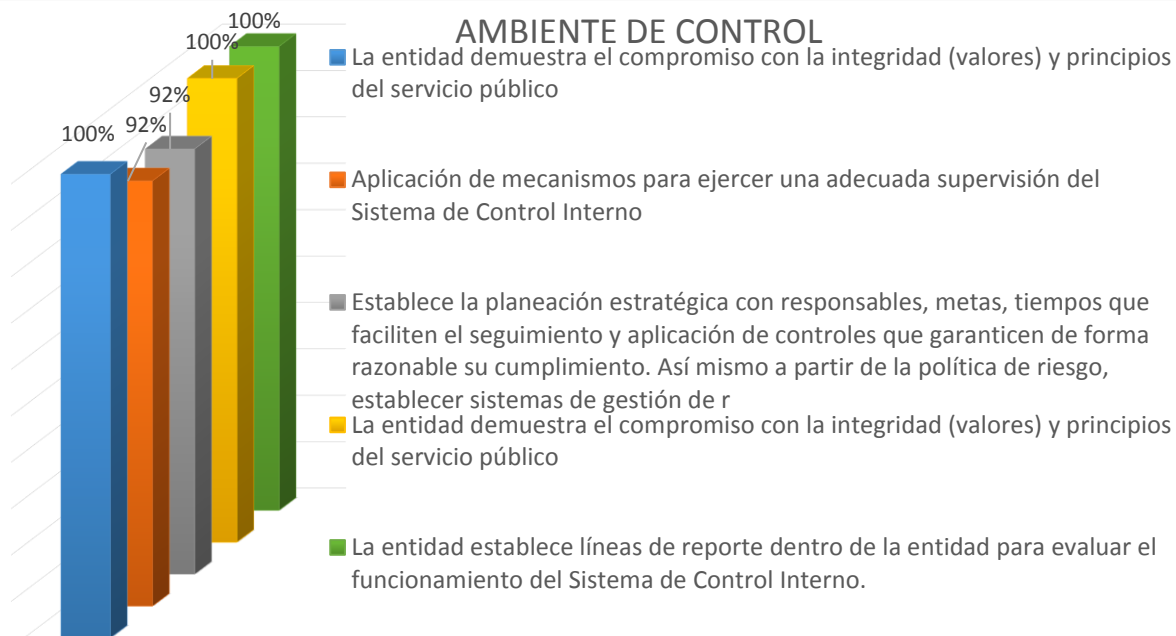 AMBIENTE DE CONTROL
100%
92%
92%
100%
100%
La entidad demuestra el compromiso con la integridad (valores) y principios
del servicio público
Aplicación de mecanismos para ejercer una adecuada supervisión del
Sistema de Control Interno
Establece la planeación estratégica con responsables, metas, tiempos que
faciliten el seguimiento y aplicación de controles que garanticen de forma
razonable su cumplimiento. Así mismo a partir de la política de riesgo,
establecer sistemas de gestión de r
La entidad demuestra el compromiso con la integridad (valores) y principios
del servicio público
La entidad establece líneas de reporte dentro de la entidad para evaluar el
funcionamiento del Sistema de Control Interno.